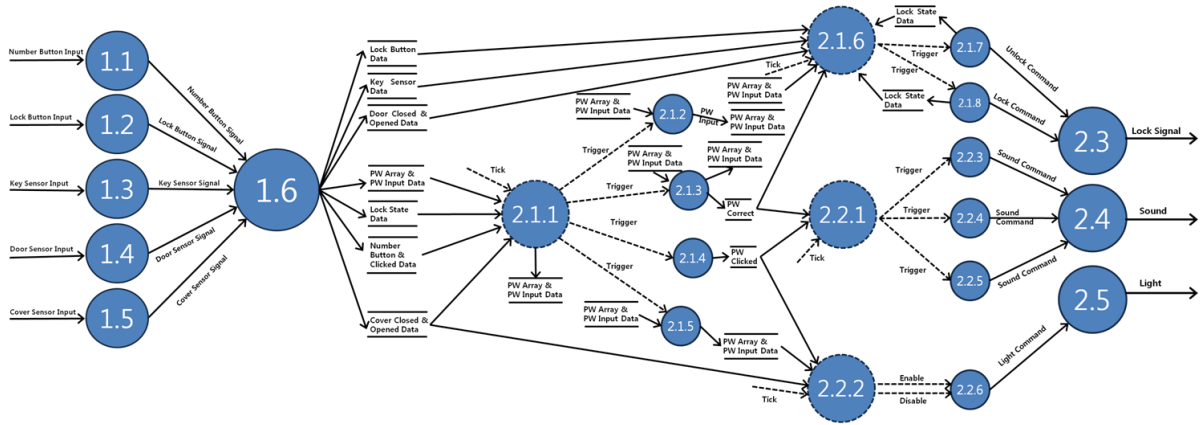 Number Button Input
Lock Button Input
Key Sensor Input
Door Sensor Input
Cover Sensor Input
1.1
1.2
1.3
1.4
1.5
Number Button Signal
Lock Button Signal
Key Sensor Signal
Door Sensor Signal
Cover Sensor Signal
1.6
Lock Button
Data
Key Sensor
Data
Door Closed &
Opened Data
PW Array &
PW Input Data
Lock State
Data
Number
Button &
Clicked Data
Cover Closed &
Opened Data
Tick
2.1.1
PW Array &
PW Input Data
Trigger
Trigger
Trigger
Trigger
PW Array &
PW Input Data
2.1.2
PW
Input
PW Array &
PW Input Data
PW Array &
PW Input Data
2.1.3
PW Array &
PW Input Data
PW
Correct
2.1.4
PW
Clicked
PW Array &
PW Input Data
2.1.5
PW Array &
PW Input Data
Tick
PW Array &
PW Input Data
2.1.6
Lock State
Data
Trigger
Trigger
Lock State
Data
2.1.7
2.1.8
Unlock Command
Lock Command
2.3
Lock Signal
2.2.1
Tick
Trigger
Trigger
Trigger
2.2.3
2.2.4
2.2.5
Sound Command
Sound
Command
Sound Command
2.4
Sound
Tick
2.2.2
Enable
Disable
2.2.6
Light Command
2.5
Light